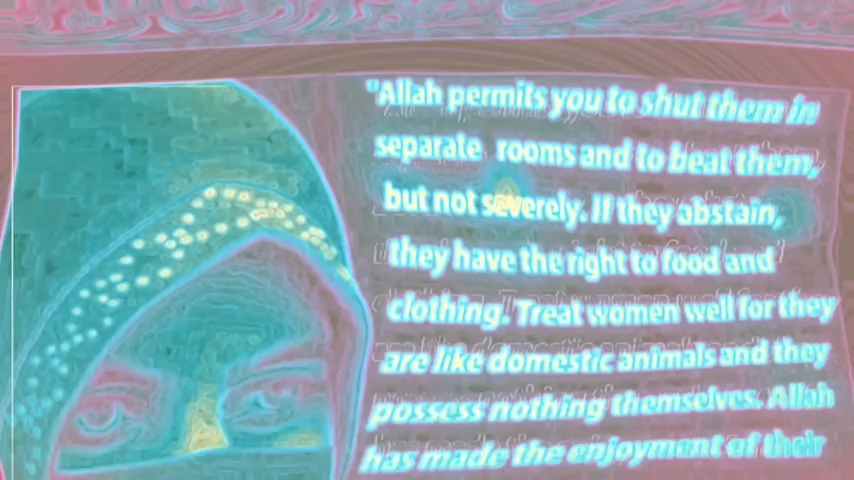 "Allah permits you to shut them in
separate rooms and to beat them,
but not severely. If they abstain,
they have the right to food and
clothing. Treat women well for they
are like domestic animals and they
possess nothing themselves. Allah
has made the enjoyment of their